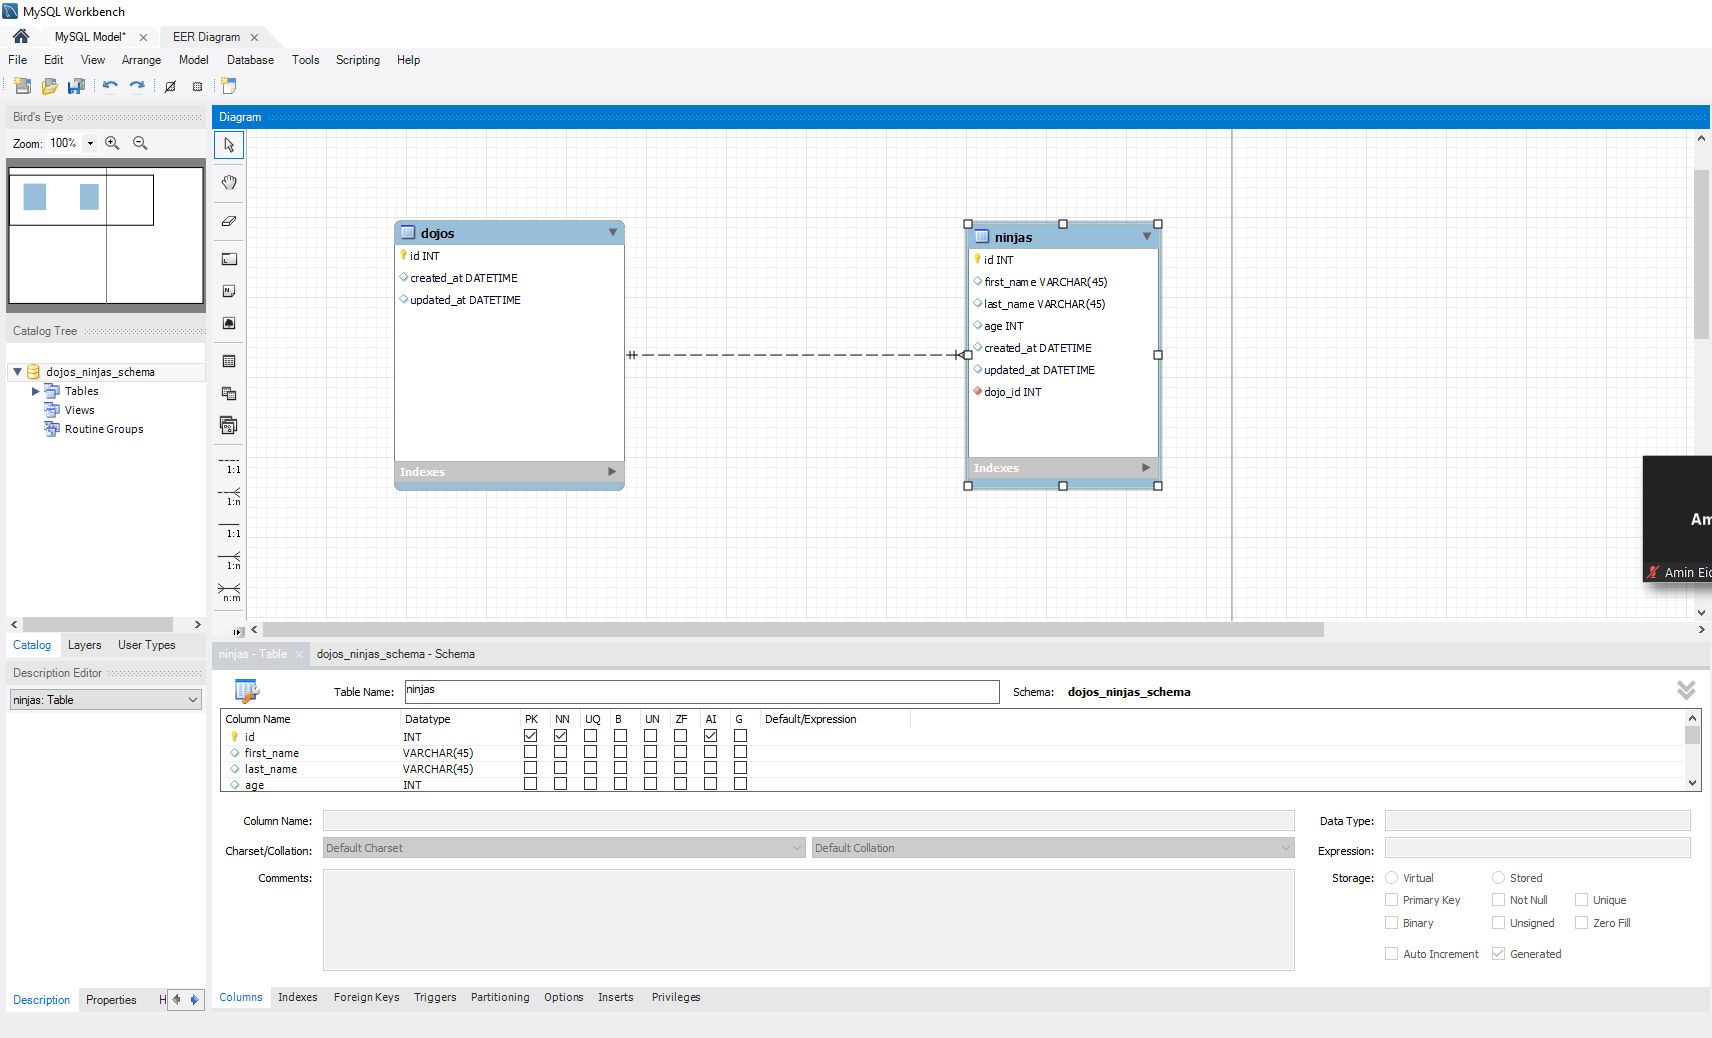 MySQL Workbench
MySQL Model*
EER Diagram
File Edit View Arrange Model Database Tools Scripting Help
Bird's Eye
Zoom: 100%
Catalog Tree
dojos_ninjas_schema
Tables
Views
Routine Groups
Catalog Layers User Types
Description Editor
ninjas: Table
Description Properties H
Diagram
1:1
1:n
1:1
1:n
n:m
dojos
id INT
created_at DATETIME
updated_at DATETIME
Indexes
ninjas
id INT
first_name VARCHAR(45)
last_name VARCHAR(45)
age INT
created_at DATETIME
updated_at DATETIME
dojo_id INT
Indexes
Am
Amin Eic
ninjas - Table
dojos_ninjas_schema - Schema
Table Name: ninjas Schema: dojos_ninjas_schema
Column Name Datatype PK NN UQ B UN ZF AI G Default/Expression
id INT
first_name VARCHAR(45)
last_name VARCHAR(45)
age INT
Column Name: Data Type:
Charset/Collation: Default Charset Default Collation Expression:
Comments: Storage: Virtual Stored
Primary Key Not Null Unique
Binary Unsigned Zero Fill
Auto Increment Generated
Columns Indexes Foreign Keys Triggers Partitioning Options Inserts Privileges